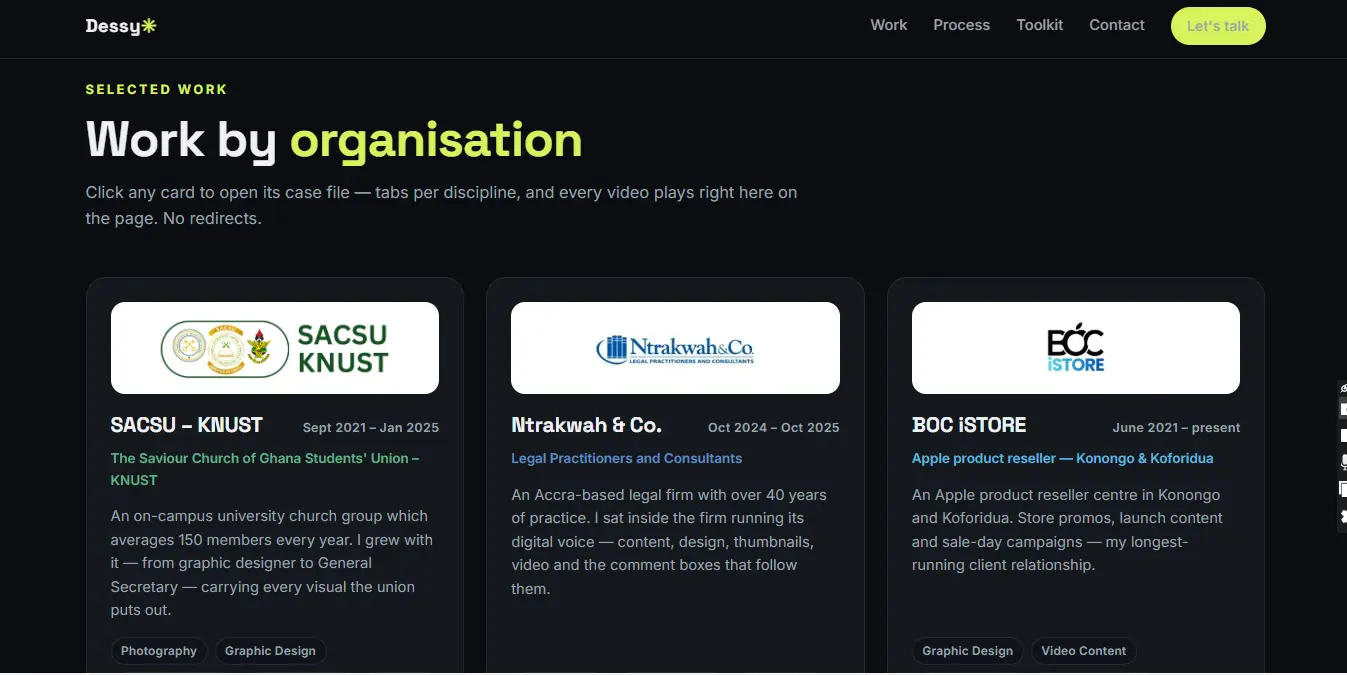 Dessy✳
Work Process Toolkit Contact Let's talk
SELECTED WORK
Work by organisation
Click any card to open its case file — tabs per discipline, and every video plays right here on
the page. No redirects.
SACSU
KNUST
SACSU – KNUST Sept 2021 – Jan 2025
The Saviour Church of Ghana Students' Union –
KNUST
An on-campus university church group which
averages 150 members every year. I grew with
it — from graphic designer to General
Secretary — carrying every visual the union
puts out.
Photography Graphic Design
Ntrakwah&Co.
LEGAL PRACTITIONERS AND CONSULTANTS
Ntrakwah & Co. Oct 2024 – Oct 2025
Legal Practitioners and Consultants
An Accra-based legal firm with over 40 years
of practice. I sat inside the firm running its
digital voice — content, design, thumbnails,
video and the comment boxes that follow
them.
BOC
iSTORE
BOC iSTORE June 2021 – present
Apple product reseller — Konongo & Koforidua
An Apple product reseller centre in Konongo
and Koforidua. Store promos, launch content
and sale-day campaigns — my longest-
running client relationship.
Graphic Design Video Content